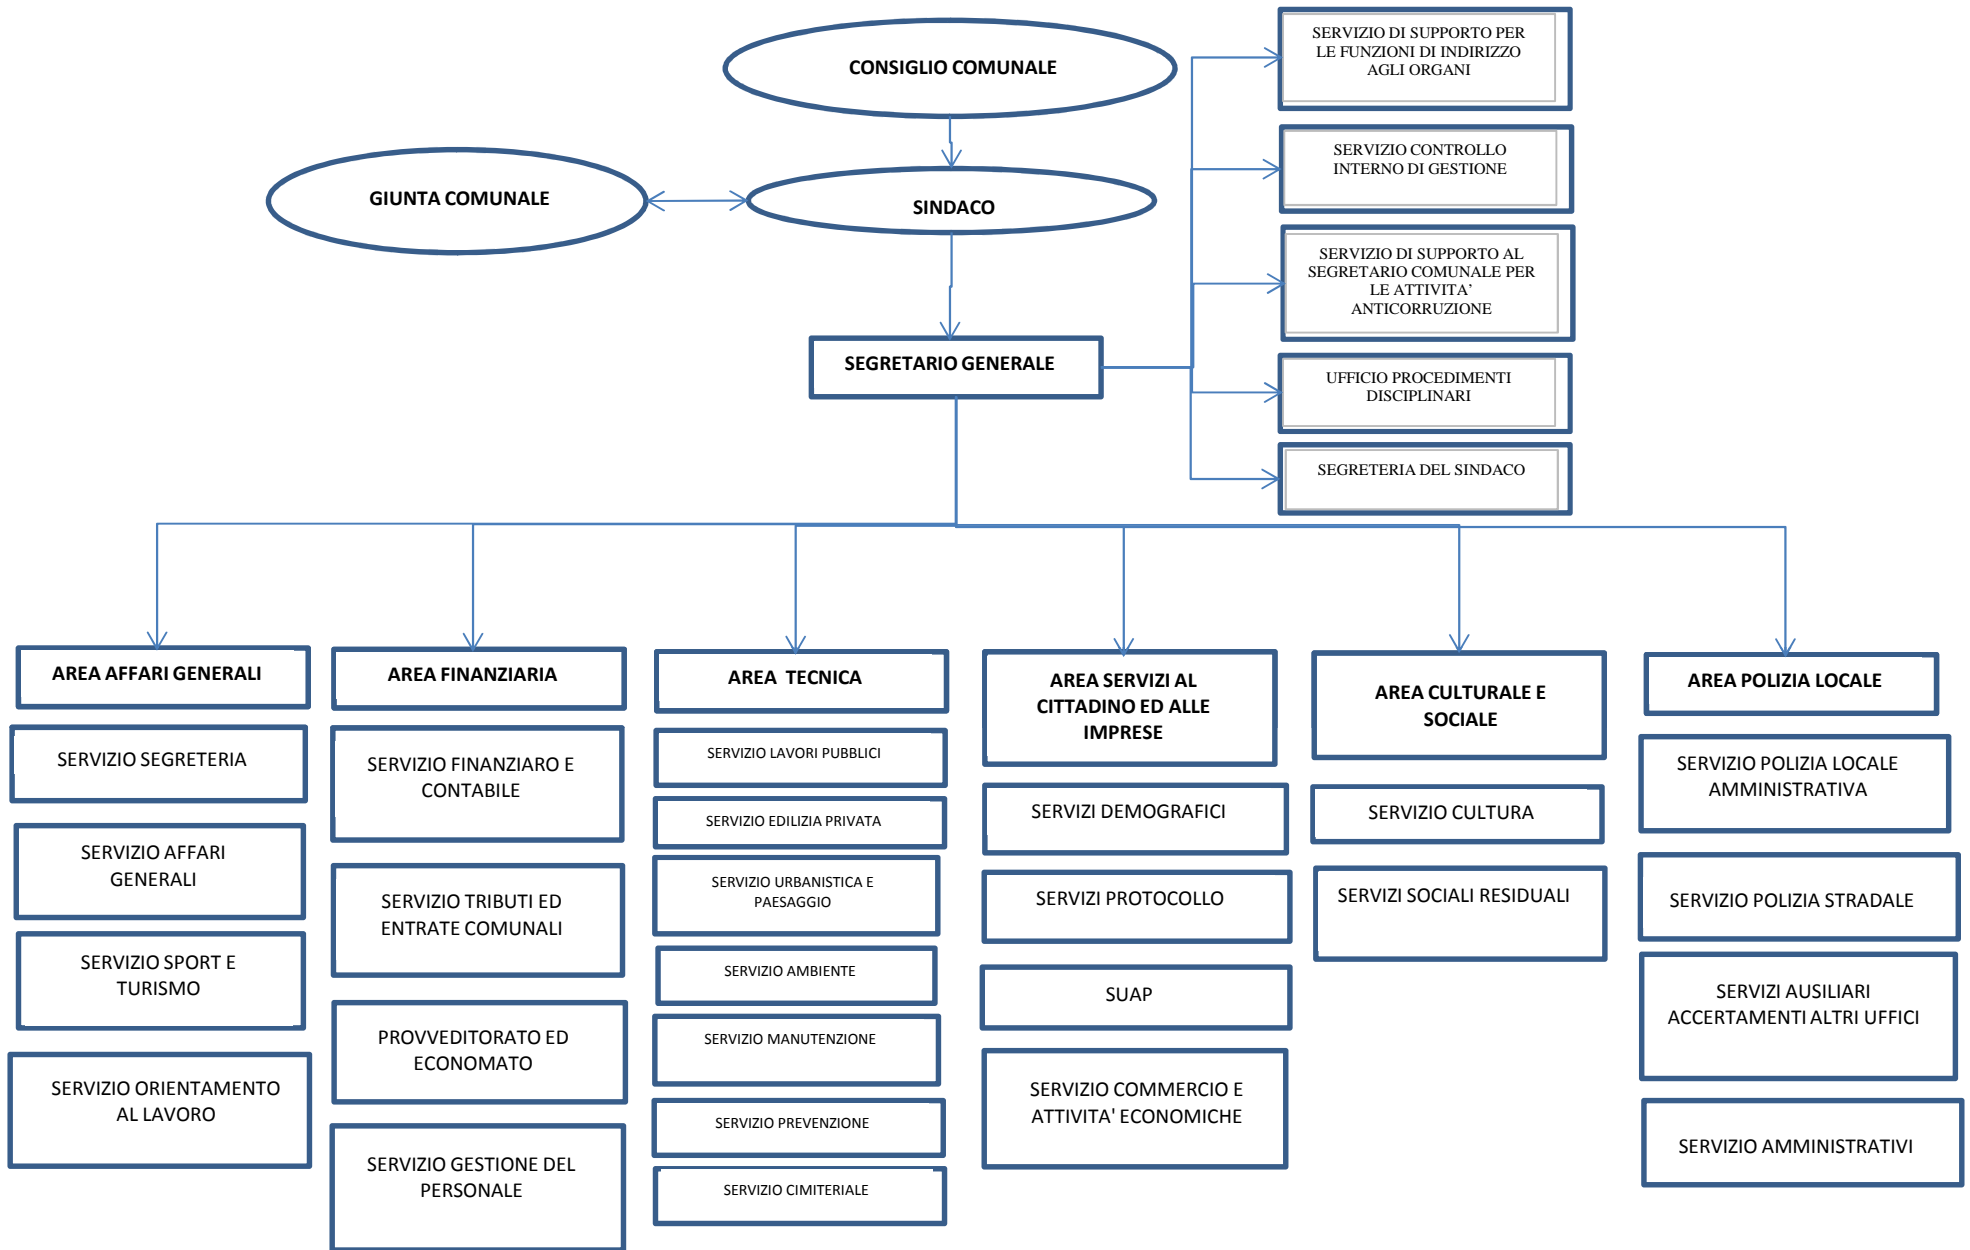 CONSIGLIO COMUNALE
GIUNTA COMUNALE
SINDACO
SEGRETARIO GENERALE
SERVIZIO DI SUPPORTO PER
LE FUNZIONI DI INDIRIZZO
AGLI ORGANI
SERVIZIO CONTROLLO
INTERNO DI GESTIONE
SERVIZIO DI SUPPORTO AL
SEGRETARIO COMUNALE PER
LE ATTIVITA’
ANTICORRUZIONE
UFFICIO PROCEDIMENTI
DISCIPLINARI
SEGRETERIA DEL SINDACO
AREA AFFARI GENERALI
SERVIZIO SEGRETERIA
SERVIZIO AFFARI
GENERALI
SERVIZIO SPORT E
TURISMO
SERVIZIO ORIENTAMENTO
AL LAVORO
AREA FINANZIARIA
SERVIZIO FINANZIARO E
CONTABILE
SERVIZIO TRIBUTI ED
ENTRATE COMUNALI
PROVVEDITORATO ED
ECONOMATO
SERVIZIO GESTIONE DEL
PERSONALE
AREA TECNICA
SERVIZIO LAVORI PUBBLICI
SERVIZIO EDILIZIA PRIVATA
SERVIZIO URBANISTICA E
PAESAGGIO
SERVIZIO AMBIENTE
SERVIZIO MANUTENZIONE
SERVIZIO PREVENZIONE
SERVIZIO CIMITERIALE
AREA SERVIZI AL
CITTADINO ED ALLE
IMPRESE
SERVIZI DEMOGRAFICI
SERVIZI PROTOCOLLO
SUAP
SERVIZIO COMMERCIO E
ATTIVITA' ECONOMICHE
AREA CULTURALE E
SOCIALE
SERVIZIO CULTURA
SERVIZI SOCIALI RESIDUALI
AREA POLIZIA LOCALE
SERVIZIO POLIZIA LOCALE
AMMINISTRATIVA
SERVIZIO POLIZIA STRADALE
SERVIZI AUSILIARI
ACCERTAMENTI ALTRI UFFICI
SERVIZIO AMMINISTRATIVI